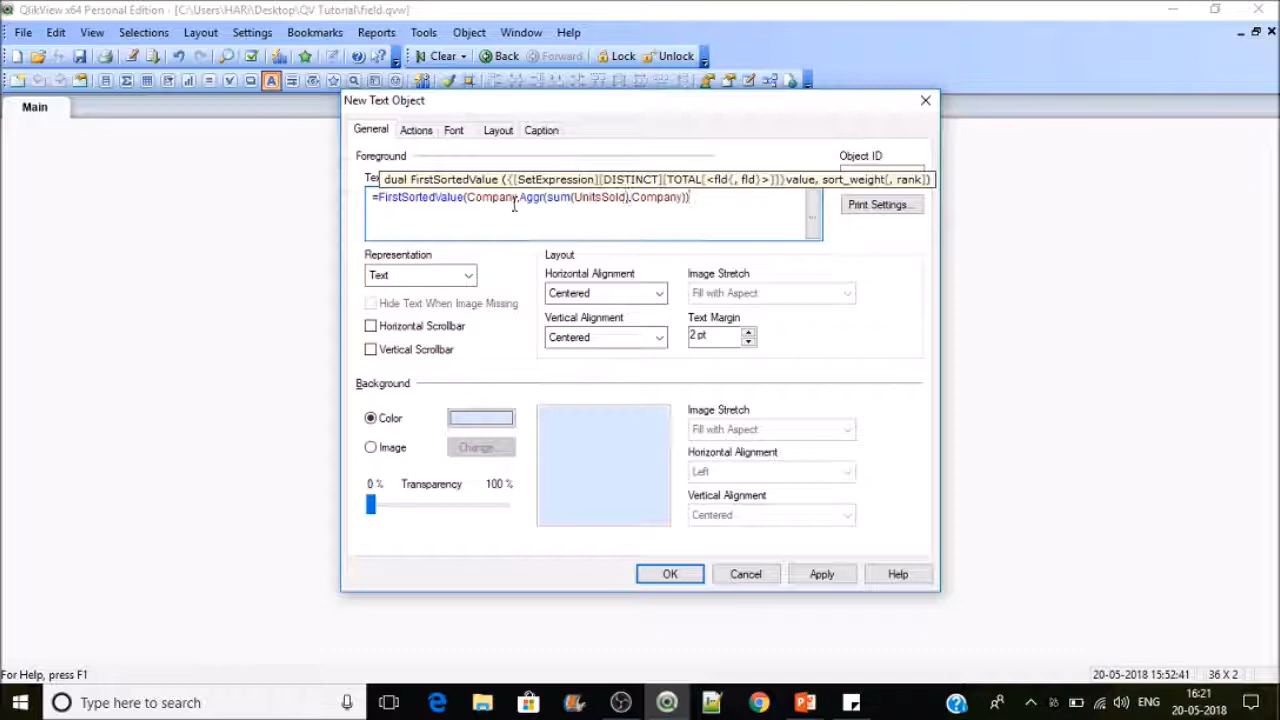 QlikView x64 Personal Edition - [C:\Users\HARi\Desktop\QV Tutorial\field.qvw]
File Edit View Selections Layout Settings Bookmarks Reports Tools Object Window Help
Clear Back Forward Lock Unlock
Main
New Text Object
General Actions Font Layout Caption
Foreground
Object ID
dual FirstSortedValue ({[SetExpression][DISTINCT][TOTAL[<fld{, fld}>]]}value, sort_weight[, rank])
=FirstSortedValue(Company,Aggr(sum(UnitsSold),Company))
... Print Settings...
Representation
Layout
Text
Horizontal Alignment Image Stretch
Centered Fill with Aspect
Hide Text When Image Missing
Horizontal Scrollbar
Vertical Alignment Text Margin
Centered 2 pt
Vertical Scrollbar
Background
Color
Image Change...
0 % Transparency 100 %
Image Stretch
Fill with Aspect
Horizontal Alignment
Left
Vertical Alignment
Centered
OK Cancel Apply Help
For Help, press F1
20-05-2018 15:52:41 36 X 2
Type here to search
ENG
16:21
20-05-2018